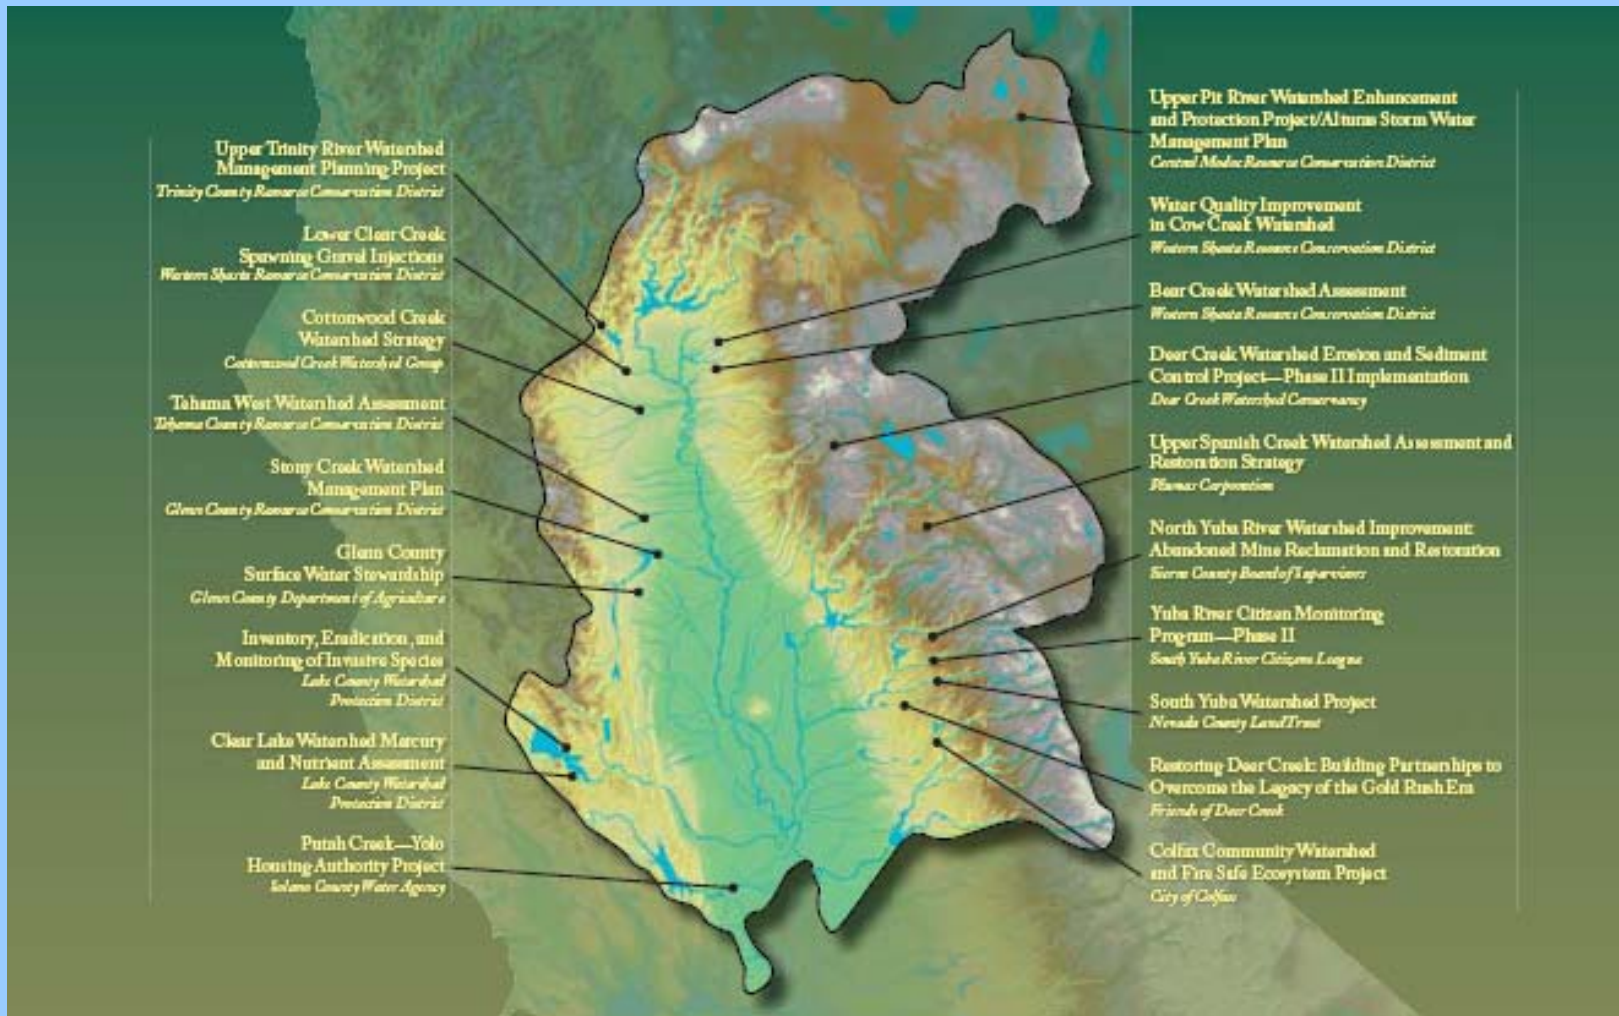 Upper Trinity River Watershed
Management Planning Project
Trinity County Resource Conservation District
Lower Clear Creek
Spawning Gravel Injections
Western Shasta Resource Conservation District
Cottonwood Creek
Watershed Strategy
Cottonwood Creek Watershed Group
Tehama West Watershed Assessment
Tehama County Resource Conservation District
Stony Creek Watershed
Management Plan
Glenn County Resource Conservation District
Glenn County
Surface Water Stewardship
Glenn County Department of Agriculture
Inventory, Eradication, and
Monitoring of Invasive Species
Lake County Watershed
Protection District
Clear Lake Watershed Mercury
and Nutrient Assessment
Lake County Watershed
Protection District
Putah Creek—Yolo
Housing Authority Project
Solano County Water Agency
Upper Pit River Watershed Enhancement
and Protection Project/Alturas Storm Water
Management Plan
Central Modoc Resource Conservation District
Water Quality Improvement
in Cow Creek Watershed
Western Shasta Resource Conservation District
Bear Creek Watershed Assessment
Western Shasta Resource Conservation District
Deer Creek Watershed Erosion and Sediment
Control Project—Phase II Implementation
Deer Creek Watershed Conservancy
Upper Spanish Creek Watershed Assessment and
Restoration Strategy
Plumas Corporation
North Yuba River Watershed Improvement:
Abandoned Mine Reclamation and Restoration
Sierra County Board of Supervisors
Yuba River Citizen Monitoring
Program—Phase II
South Yuba River Citizens League
South Yuba Watershed Project
Nevada County Land Trust
Restoring Deer Creek: Building Partnerships to
Overcome the Legacy of the Gold Rush Era
Friends of Deer Creek
Colfax Community Watershed
and Fire Safe Ecosystem Project
City of Colfax